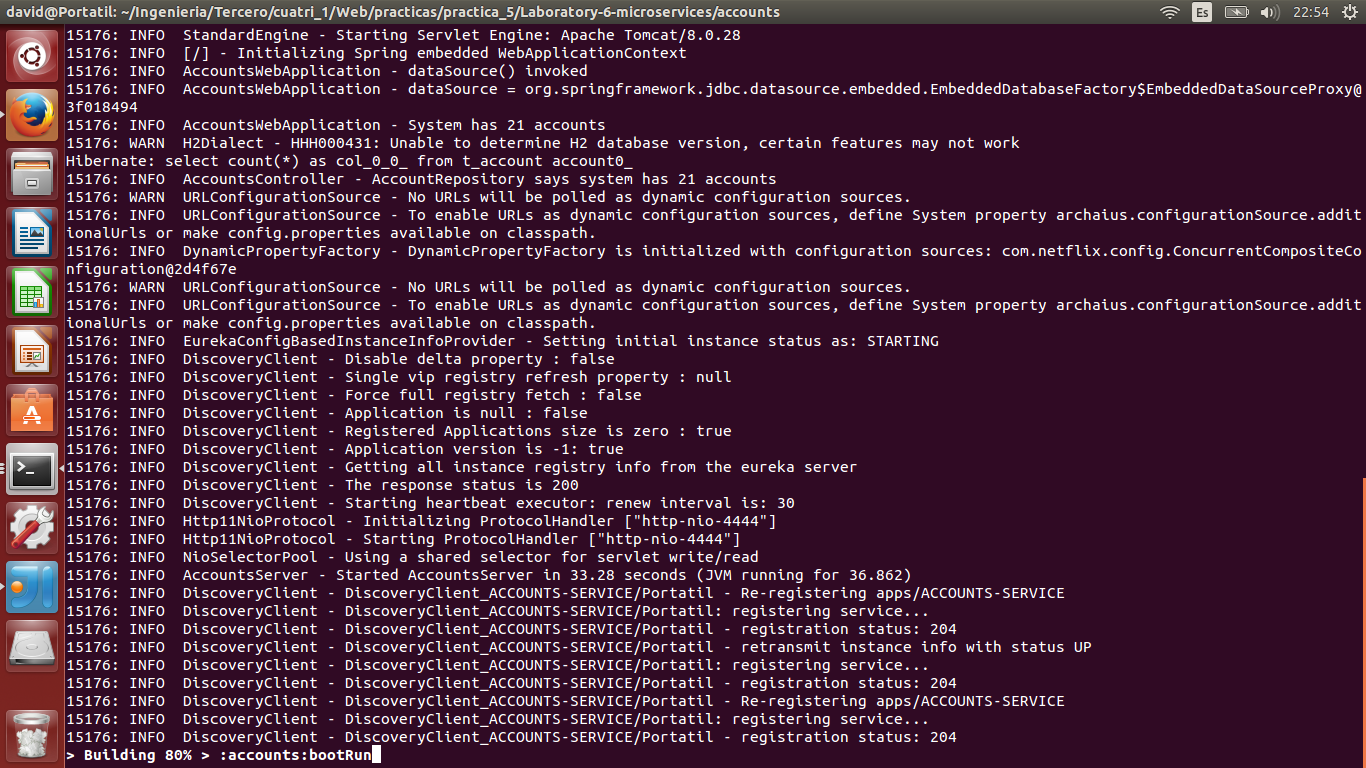 david@Portatil: ~/Ingenieria/Tercero/cuatri_1/Web/practicas/practica_5/Laboratory-6-microservices/accounts
Es
22:54
15176: INFO  StandardEngine - Starting Servlet Engine: Apache Tomcat/8.0.28
15176: INFO  [/] - Initializing Spring embedded WebApplicationContext
15176: INFO  AccountsWebApplication - dataSource() invoked
15176: INFO  AccountsWebApplication - dataSource = org.springframework.jdbc.datasource.embedded.EmbeddedDatabaseFactory$EmbeddedDataSourceProxy@
3f018494
15176: INFO  AccountsWebApplication - System has 21 accounts
15176: WARN  H2Dialect - HHH000431: Unable to determine H2 database version, certain features may not work
Hibernate: select count(*) as col_0_0_ from t_account account0_
15176: INFO  AccountsController - AccountRepository says system has 21 accounts
15176: WARN  URLConfigurationSource - No URLs will be polled as dynamic configuration sources.
15176: INFO  URLConfigurationSource - To enable URLs as dynamic configuration sources, define System property archaius.configurationSource.addit
ionalUrls or make config.properties available on classpath.
15176: INFO  DynamicPropertyFactory - DynamicPropertyFactory is initialized with configuration sources: com.netflix.config.ConcurrentCompositeCo
nfiguration@2d4f67e
15176: WARN  URLConfigurationSource - No URLs will be polled as dynamic configuration sources.
15176: INFO  URLConfigurationSource - To enable URLs as dynamic configuration sources, define System property archaius.configurationSource.addit
ionalUrls or make config.properties available on classpath.
15176: INFO  EurekaConfigBasedInstanceInfoProvider - Setting initial instance status as: STARTING
15176: INFO  DiscoveryClient - Disable delta property : false
15176: INFO  DiscoveryClient - Single vip registry refresh property : null
15176: INFO  DiscoveryClient - Force full registry fetch : false
15176: INFO  DiscoveryClient - Application is null : false
15176: INFO  DiscoveryClient - Registered Applications size is zero : true
15176: INFO  DiscoveryClient - Application version is -1: true
15176: INFO  DiscoveryClient - Getting all instance registry info from the eureka server
15176: INFO  DiscoveryClient - The response status is 200
15176: INFO  DiscoveryClient - Starting heartbeat executor: renew interval is: 30
15176: INFO  Http11NioProtocol - Initializing ProtocolHandler ["http-nio-4444"]
15176: INFO  Http11NioProtocol - Starting ProtocolHandler ["http-nio-4444"]
15176: INFO  NioSelectorPool - Using a shared selector for servlet write/read
15176: INFO  AccountsServer - Started AccountsServer in 33.28 seconds (JVM running for 36.862)
15176: INFO  DiscoveryClient - DiscoveryClient_ACCOUNTS-SERVICE/Portatil - Re-registering apps/ACCOUNTS-SERVICE
15176: INFO  DiscoveryClient - DiscoveryClient_ACCOUNTS-SERVICE/Portatil: registering service...
15176: INFO  DiscoveryClient - DiscoveryClient_ACCOUNTS-SERVICE/Portatil - registration status: 204
15176: INFO  DiscoveryClient - DiscoveryClient_ACCOUNTS-SERVICE/Portatil - retransmit instance info with status UP
15176: INFO  DiscoveryClient - DiscoveryClient_ACCOUNTS-SERVICE/Portatil: registering service...
15176: INFO  DiscoveryClient - DiscoveryClient_ACCOUNTS-SERVICE/Portatil - registration status: 204
15176: INFO  DiscoveryClient - DiscoveryClient_ACCOUNTS-SERVICE/Portatil - Re-registering apps/ACCOUNTS-SERVICE
15176: INFO  DiscoveryClient - DiscoveryClient_ACCOUNTS-SERVICE/Portatil: registering service...
15176: INFO  DiscoveryClient - DiscoveryClient_ACCOUNTS-SERVICE/Portatil - registration status: 204
> Building 80% > :accounts:bootRun